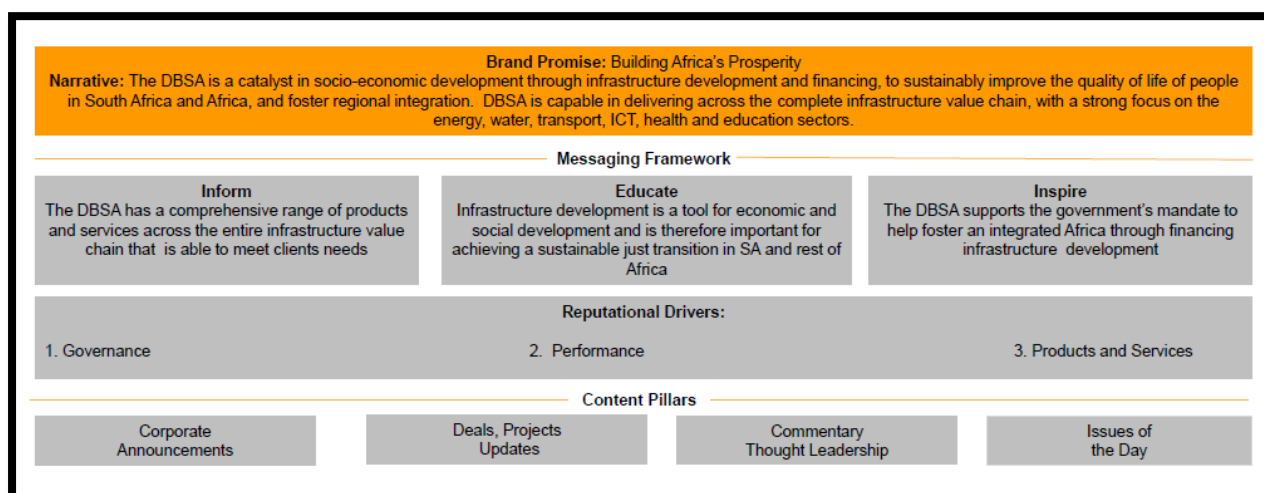 Brand Promise: Building Africa's Prosperity
Narrative: The DBSA is a catalyst in socio-economic development through infrastructure development and financing, to sustainably improve the quality of life of people
in South Africa and Africa, and foster regional integration. DBSA is capable in delivering across the complete infrastructure value chain, with a strong focus on the
energy, water, transport, ICT, health and education sectors.
Messaging Framework
Inform
The DBSA has a comprehensive range of products
and services across the entire infrastructure value
chain that is able to meet clients needs
Educate
Infrastructure development is a tool for economic and
social development and is therefore important for
achieving a sustainable just transition in SA and rest of
Africa
Inspire
The DBSA supports the government's mandate to
help foster an integrated Africa through financing
infrastructure development
Reputational Drivers:
1. Governance
2. Performance
3. Products and Services
Content Pillars
Corporate
Announcements
Deals, Projects
Updates
Commentary
Thought Leadership
Issues of
the Day